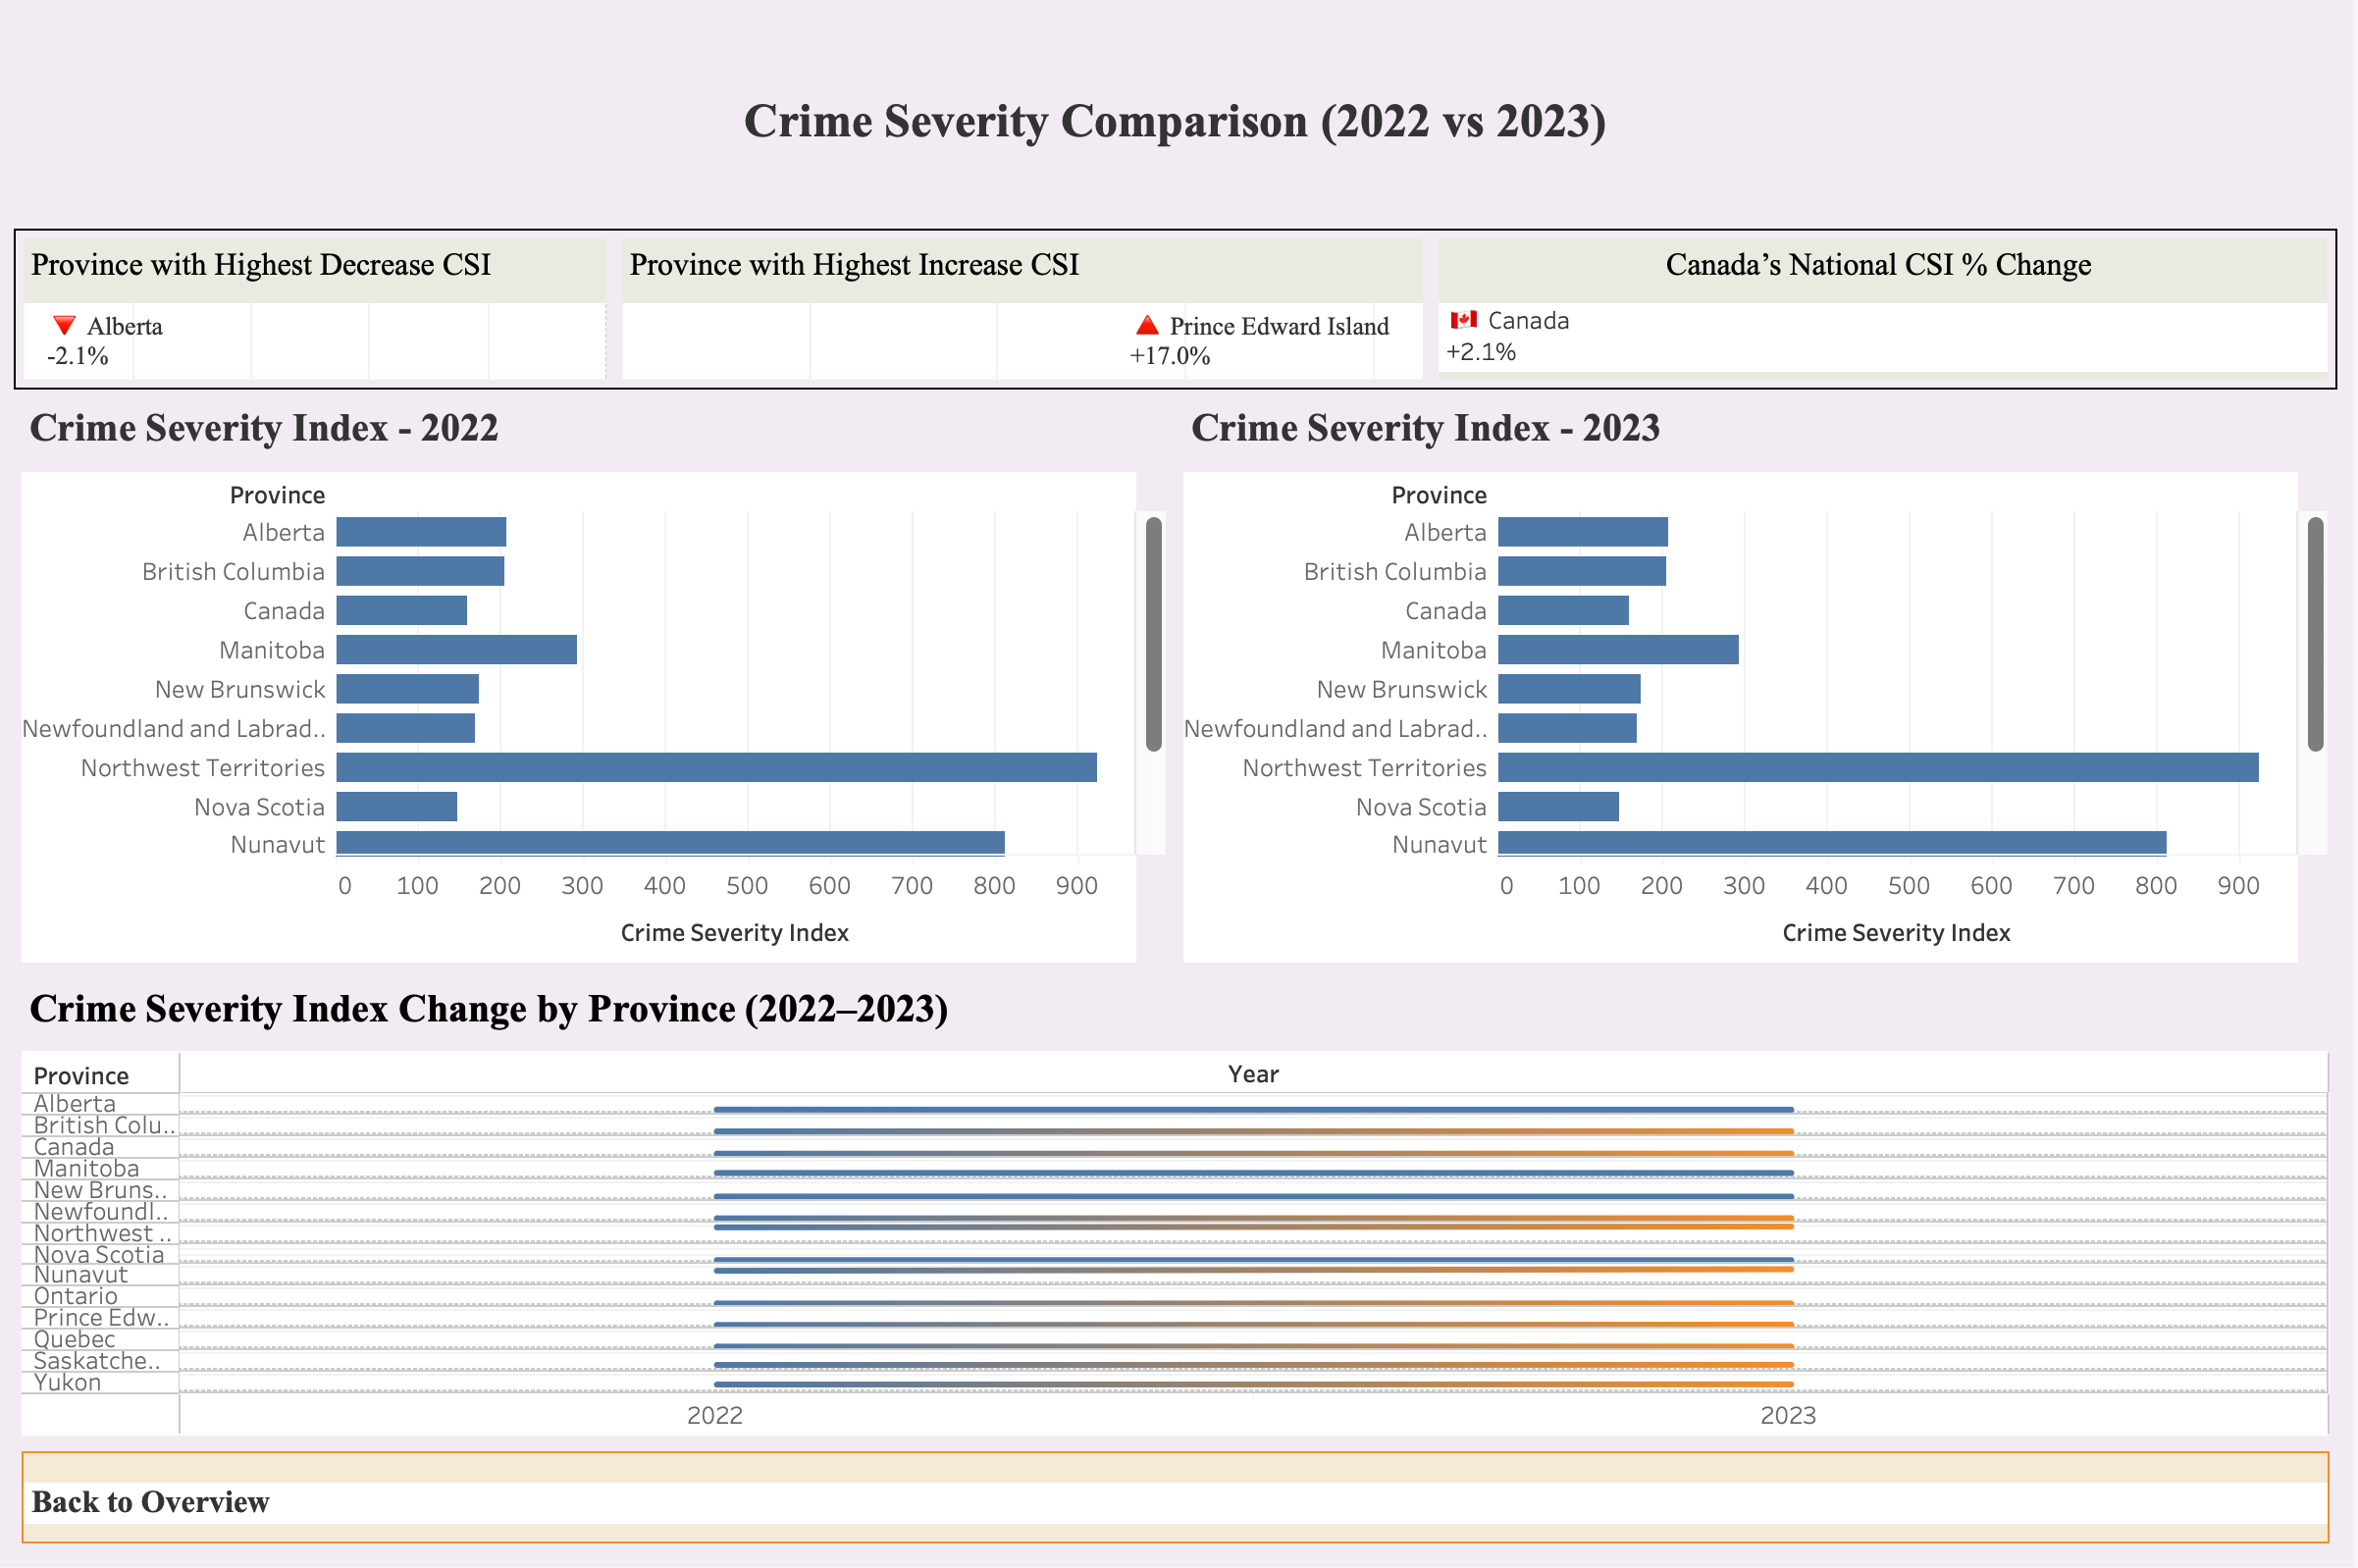 Crime Severity Comparison (2022 vs 2023)
Province with Highest Decrease CSI
Alberta
-2.1%
Province with Highest Increase CSI
Prince Edward Island
+17.0%
Canada’s National CSI % Change
Canada
+2.1%
Crime Severity Index - 2022
Province
Alberta
British Columbia
Canada
Manitoba
New Brunswick
Newfoundland and Labrad..
Northwest Territories
Nova Scotia
Nunavut
0 100 200 300 400 500 600 700 800 900
Crime Severity Index
Crime Severity Index - 2023
Province
Alberta
British Columbia
Canada
Manitoba
New Brunswick
Newfoundland and Labrad..
Northwest Territories
Nova Scotia
Nunavut
0 100 200 300 400 500 600 700 800 900
Crime Severity Index
Crime Severity Index Change by Province (2022–2023)
Province Year
Alberta
British Colu..
Canada
Manitoba
New Bruns..
Newfoundl..
Northwest ..
Nova Scotia
Nunavut
Ontario
Prince Edw..
Quebec
Saskatche..
Yukon
2022 2023
Back to Overview